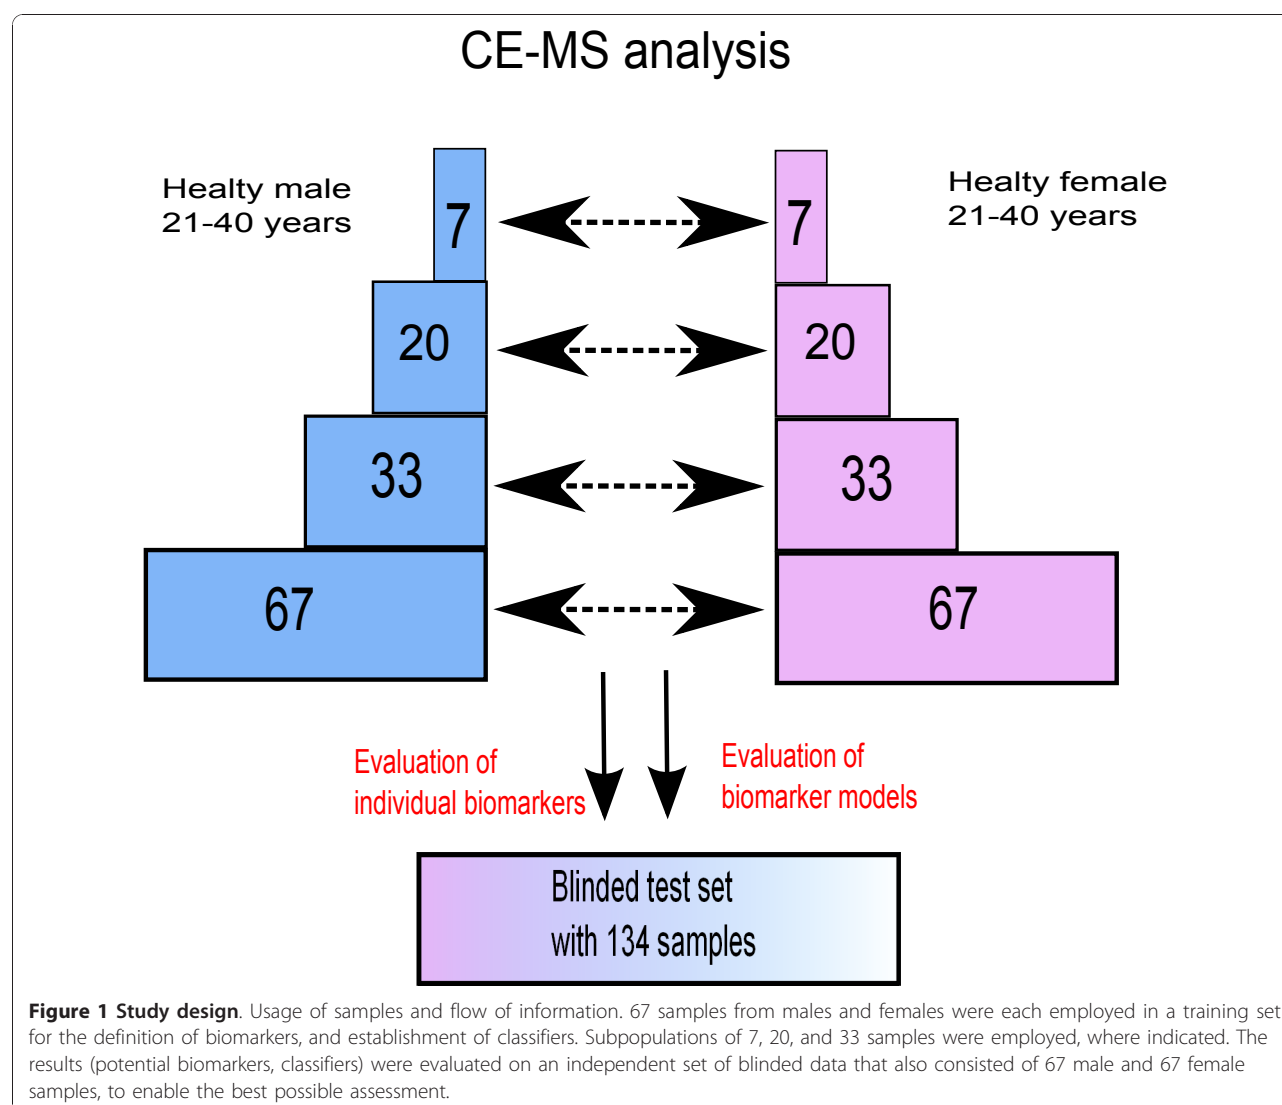 CE-MS analysis
Healty male
21-40 years
Healty female
21-40 years
7
7
20
20
33
33
67
67
Evaluation of
individual biomarkers
Evaluation of
biomarker models
Blinded test set
with 134 samples
Figure 1 Study design. Usage of samples and flow of information. 67 samples from males and females were each employed in a training set
for the definition of biomarkers, and establishment of classifiers. Subpopulations of 7, 20, and 33 samples were employed, where indicated. The
results (potential biomarkers, classifiers) were evaluated on an independent set of blinded data that also consisted of 67 male and 67 female
samples, to enable the best possible assessment.